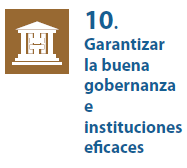 10.
Garantizar
la buena
gobernanza
e
instituciones
eficaces